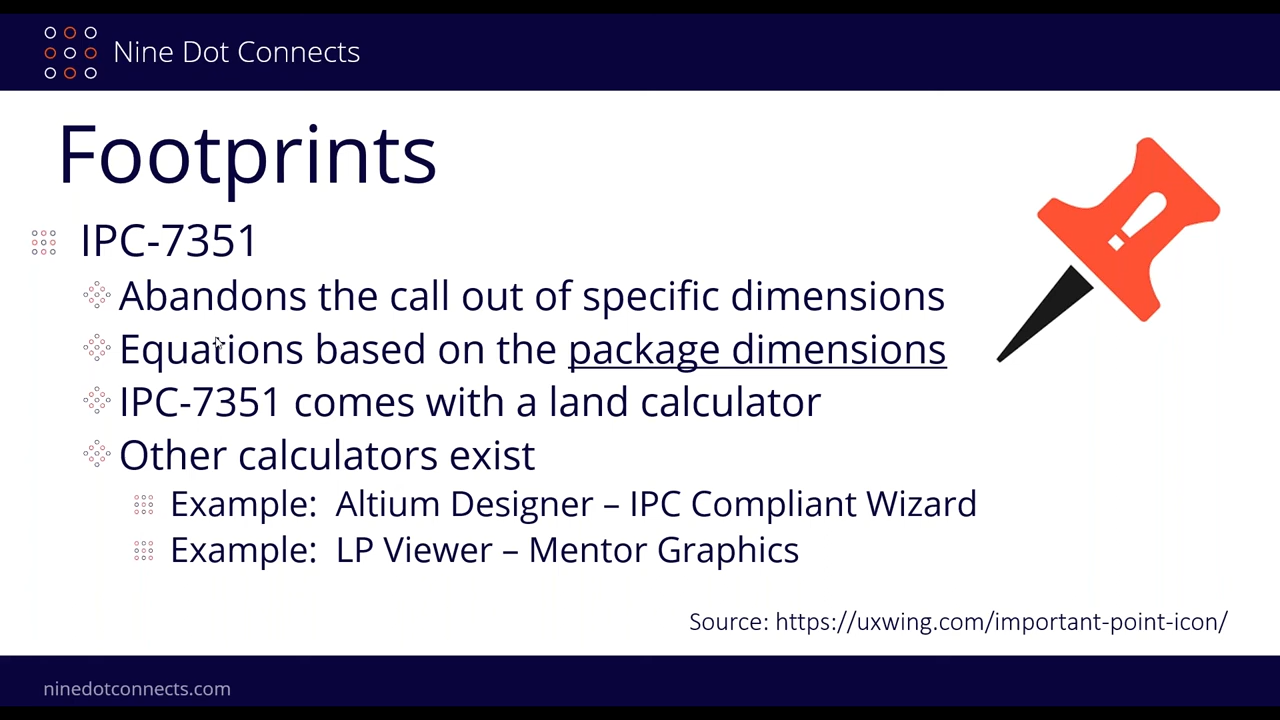 Nine Dot Connects
Footprints
IPC-7351
Abandons the call out of specific dimensions
Equations based on the package dimensions
IPC-7351 comes with a land calculator
Other calculators exist
Example: Altium Designer – IPC Compliant Wizard
Example: LP Viewer – Mentor Graphics
Source: https://uxwing.com/important-point-icon/
ninedotconnects.com